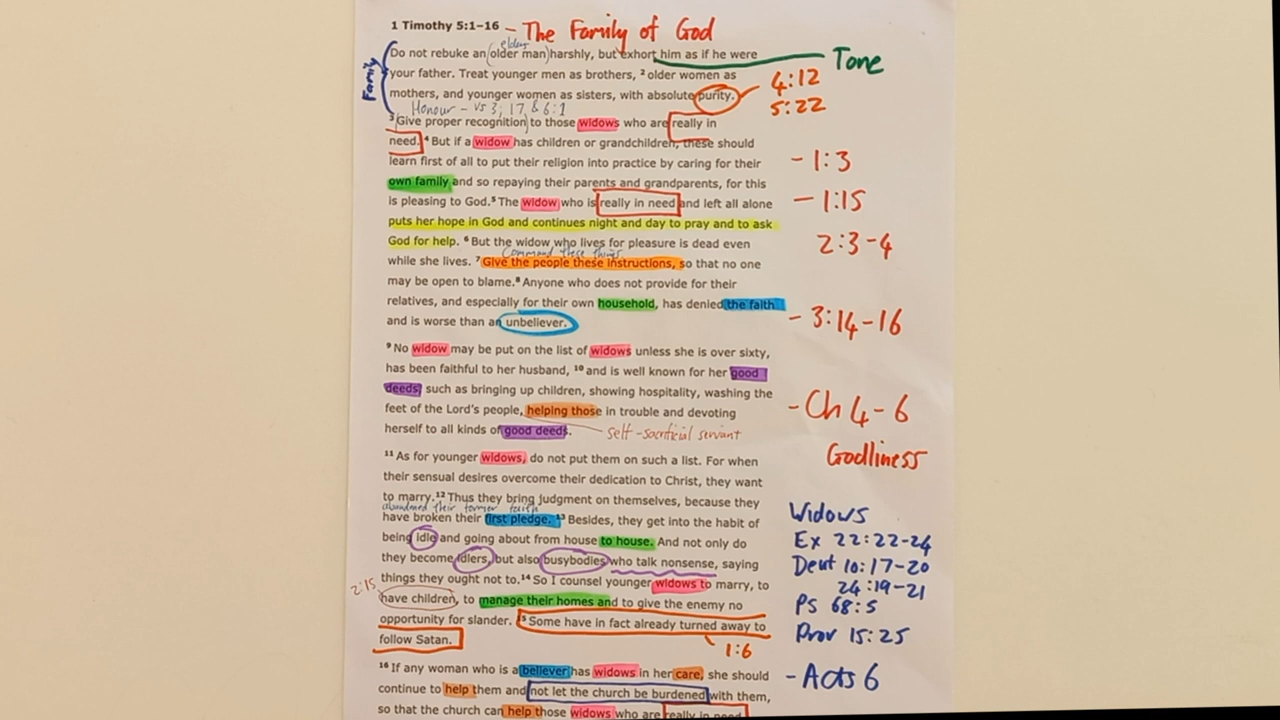 1 Timothy 5:1–16 - The Family of God
elder
Do not rebuke an older man harshly, but exhort him as if he were
Tone
Family
your father. Treat younger men as brothers, 2 older women as
4:12
mothers, and younger women as sisters, with absolute purity.
5:22
Honour - vs 3, 17, & 6:1
3 Give proper recognition to those widows who are really in
need. 4 But if a widow has children or grandchildren, these should
learn first of all to put their religion into practice by caring for their
- 1:3
own family and so repaying their parents and grandparents, for this
is pleasing to God. 5 The widow who is really in need and left all alone
- 1:15
puts her hope in God and continues night and day to pray and to ask
God for help. 6 But the widow who lives for pleasure is dead even
2:3-4
Command these things
while she lives. 7 Give the people these instructions, so that no one
may be open to blame. 8 Anyone who does not provide for their
relatives, and especially for their own household, has denied the faith
and is worse than an unbeliever.
- 3:14-16
9 No widow may be put on the list of widows unless she is over sixty,
has been faithful to her husband, 10 and is well known for her good
deeds, such as bringing up children, showing hospitality, washing the
feet of the Lord's people, helping those in trouble and devoting
- Ch 4-6
herself to all kinds of good deeds.
self-sacrificial servant
Godliness
11 As for younger widows, do not put them on such a list. For when
their sensual desires overcome their dedication to Christ, they want
to marry. 12 Thus they bring judgment on themselves, because they
abandoned their former faith
have broken their first pledge. 13 Besides, they get into the habit of
being idle and going about from house to house. And not only do
they become idlers, but also busybodies who talk nonsense, saying
things they ought not to. 14 So I counsel younger widows to marry, to
2:15
have children, to manage their homes and to give the enemy no
opportunity for slander. 15 Some have in fact already turned away to
follow Satan.
1:6
Widows
Ex 22:22-24
Deut 10:17-20
24:19-21
Ps 68:5
Prov 15:25
- Acts 6
16 If any woman who is a believer has widows in her care, she should
continue to help them and not let the church be burdened with them,
so that the church can help those widows who are really in need.